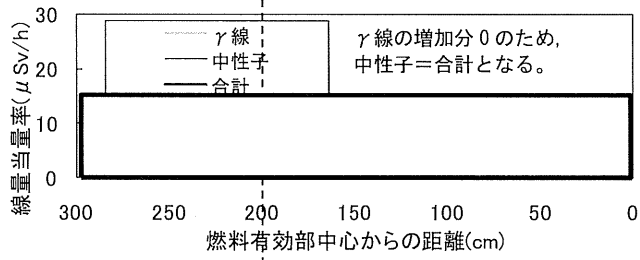 線量当量率(μSv/h)
30
20
10
0
γ線
中性子
合計
γ線の増加分0のため,
中性子=合計となる。
300 250 200 150 100 50 0
燃料有効部中心からの距離(cm)